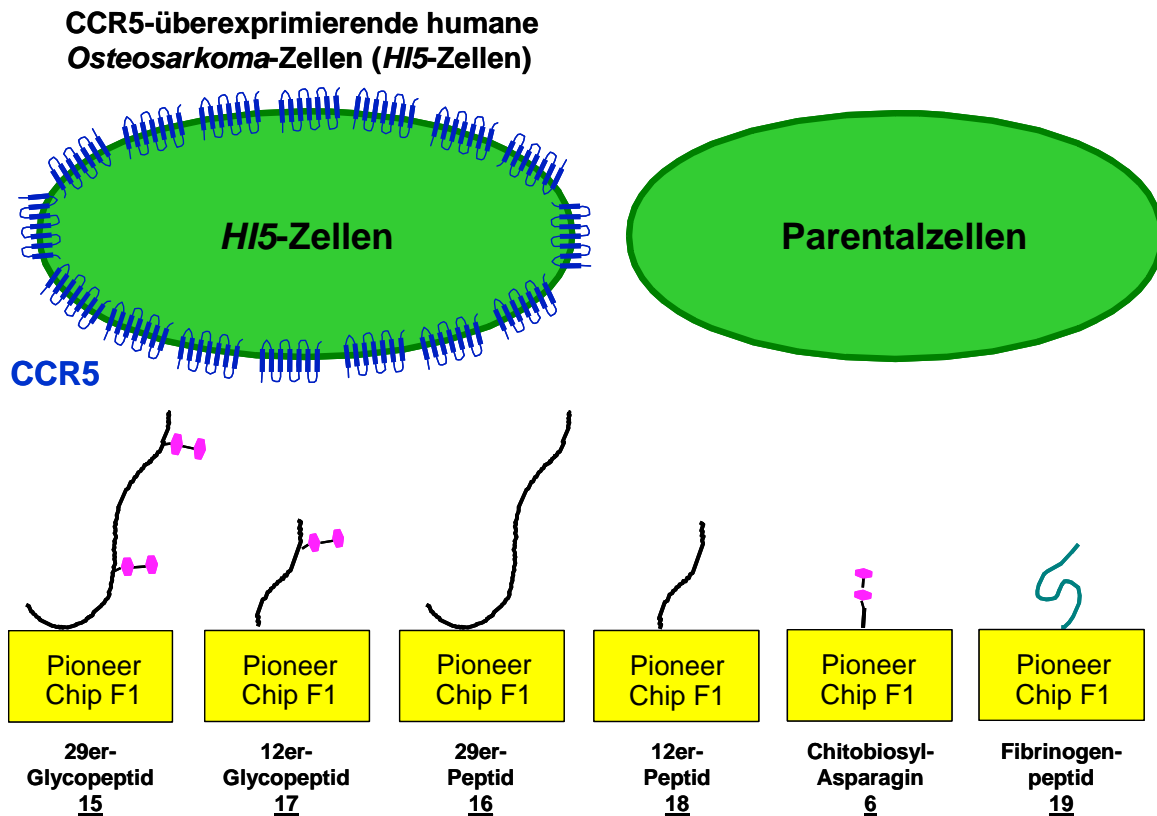 CCR5-überexprimierende humane
Osteosarkoma-Zellen (HI5-Zellen)
HI5-Zellen
Parentalzellen
CCR5
Pioneer
Chip F1
Pioneer
Chip F1
Pioneer
Chip F1
Pioneer
Chip F1
Pioneer
Chip F1
Pioneer
Chip F1
29er-
Glycopeptid
15
12er-
Glycopeptid
17
29er-
Peptid
16
12er-
Peptid
18
Chitobiosyl-
Asparagin
6
Fibrinogen-
peptid
19